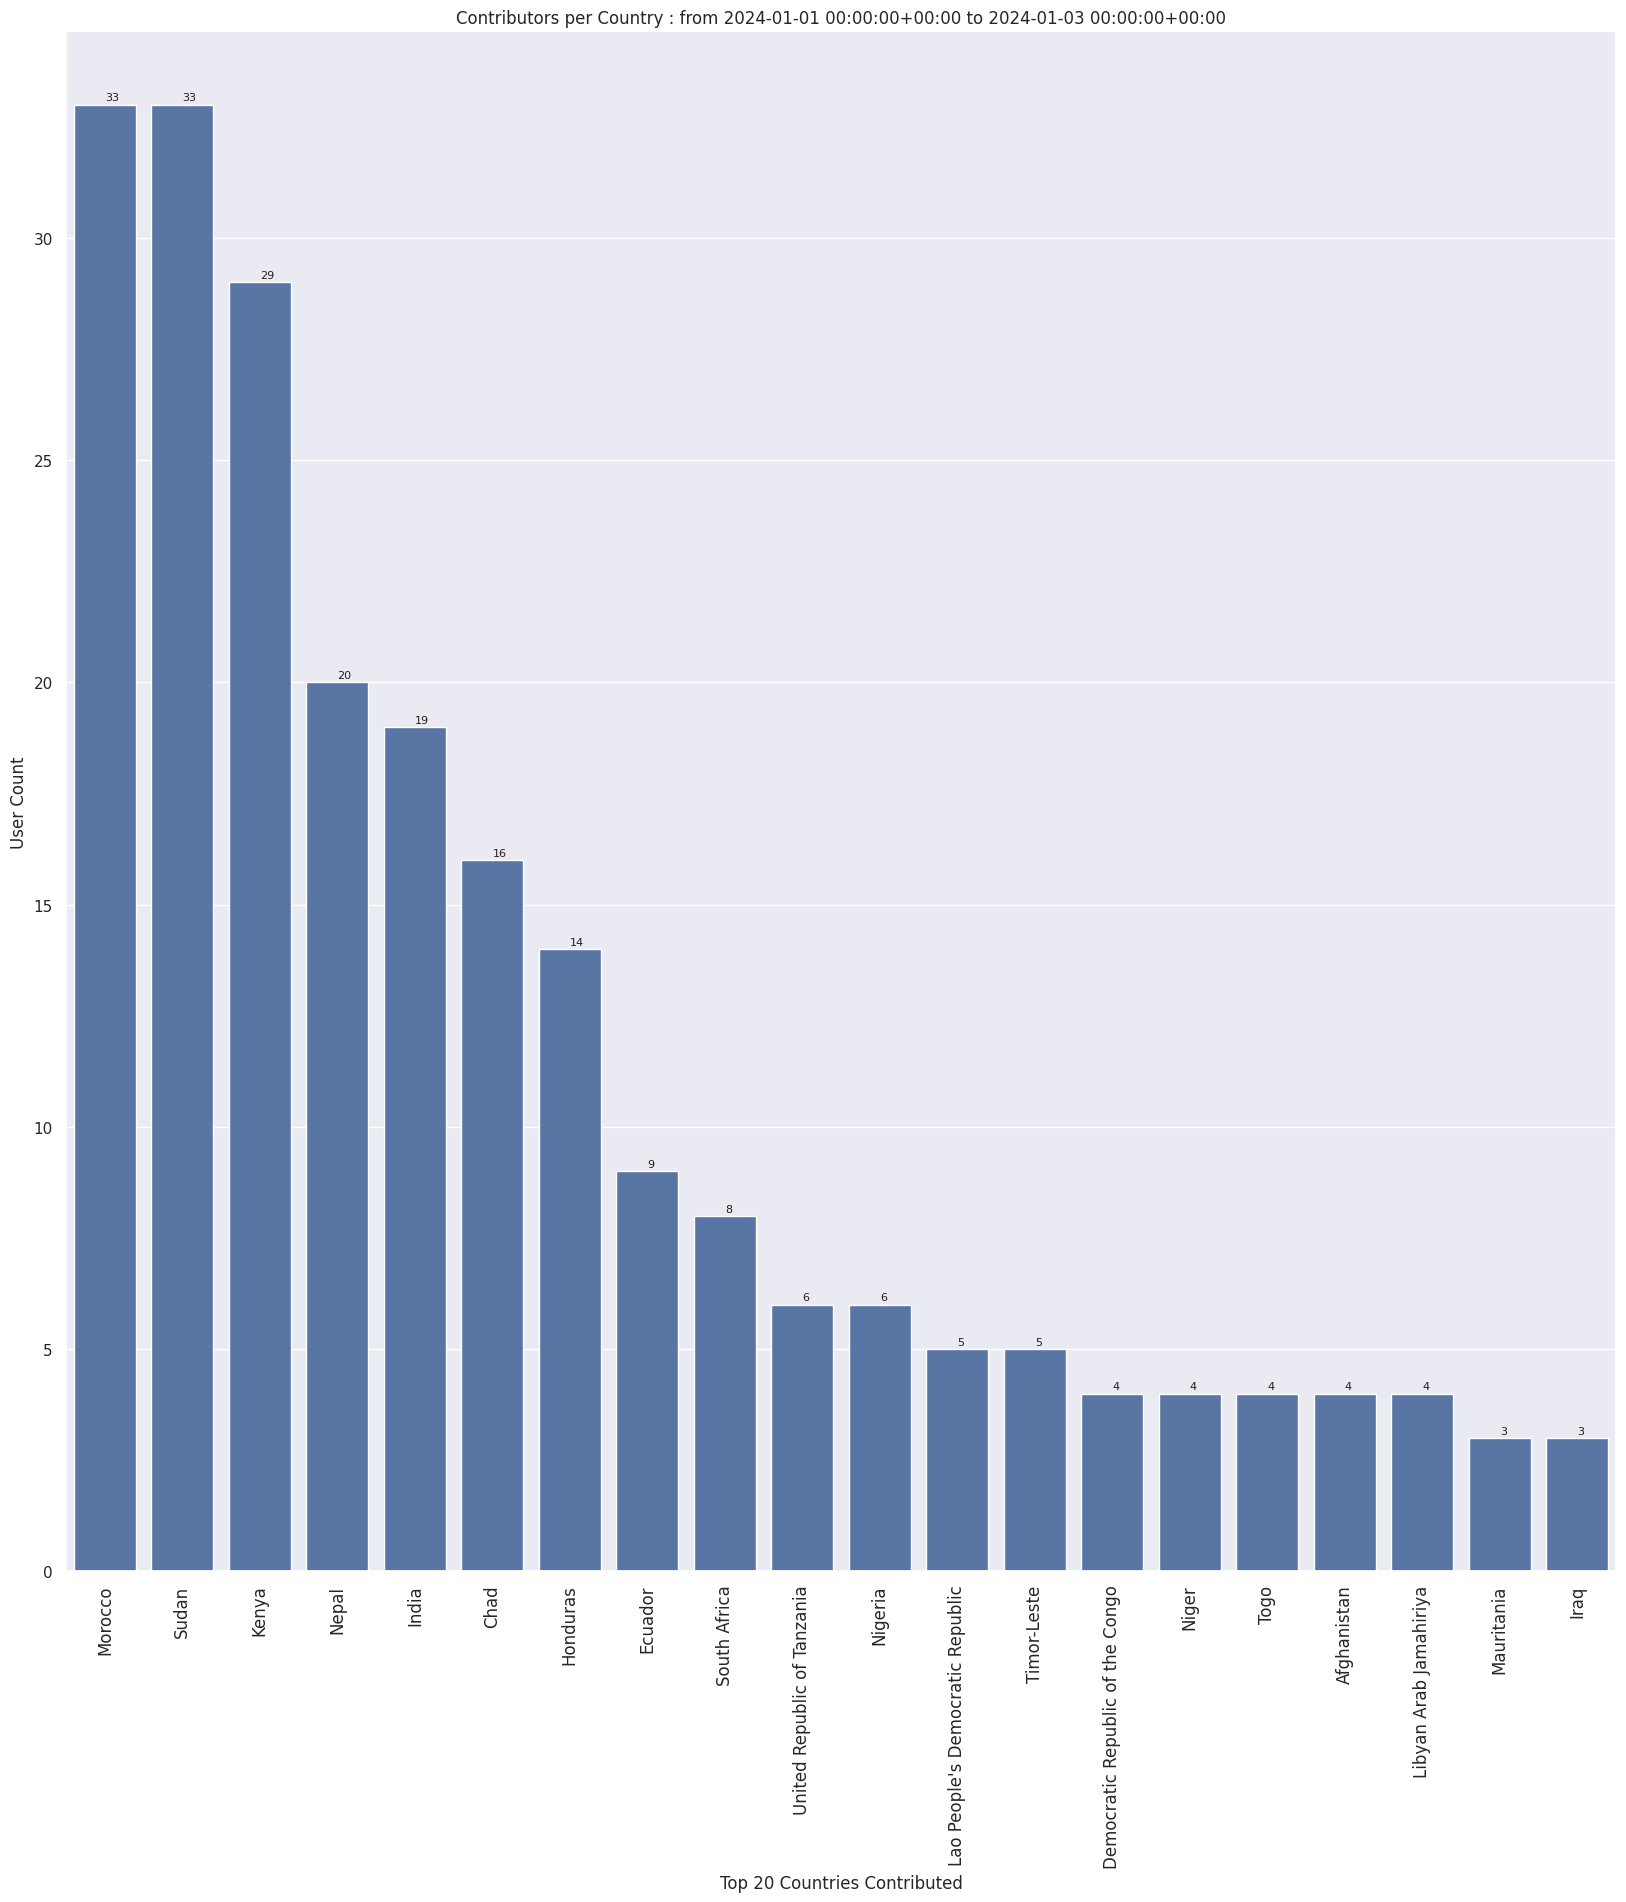 Contributors per Country : from 2024-01-01 00:00:00+00:00 to 2024-01-03 00:00:00+00:00
User Count
30
25
20
15
10
5
0
33
33
29
20
19
16
14
9
8
6
6
5
5
4
4
4
4
4
3
3
Morocco
Sudan
Kenya
Nepal
India
Chad
Honduras
Ecuador
South Africa
United Republic of Tanzania
Nigeria
Lao People's Democratic Republic
Timor-Leste
Democratic Republic of the Congo
Niger
Togo
Afghanistan
Libyan Arab Jamahiriya
Mauritania
Iraq
Top 20 Countries Contributed